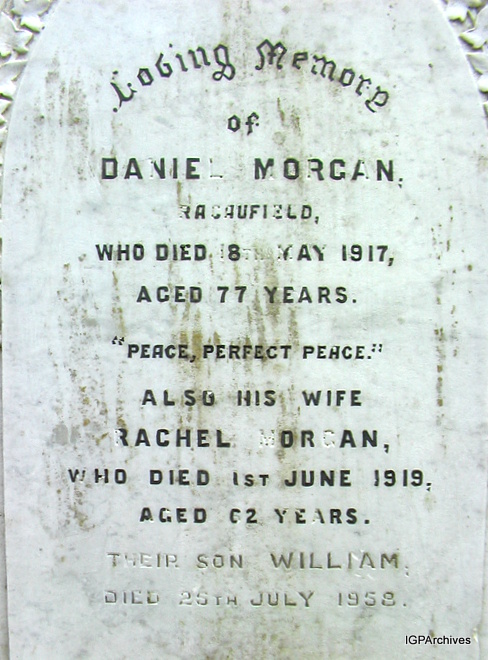 Loving Memory
of
DANIEL MORGAN,
WHO DIED 8TH MAY 1917,
AGED 77 YEARS.
"PEACE, PERFECT PEACE."
ALSO HIS WIFE
RACHEL MORGAN,
WHO DIED 1ST JUNE 1919,
AGED 62 YEARS.
THEIR SON WILLIAM,
DIED 25TH JULY 1958.
IGPArchives